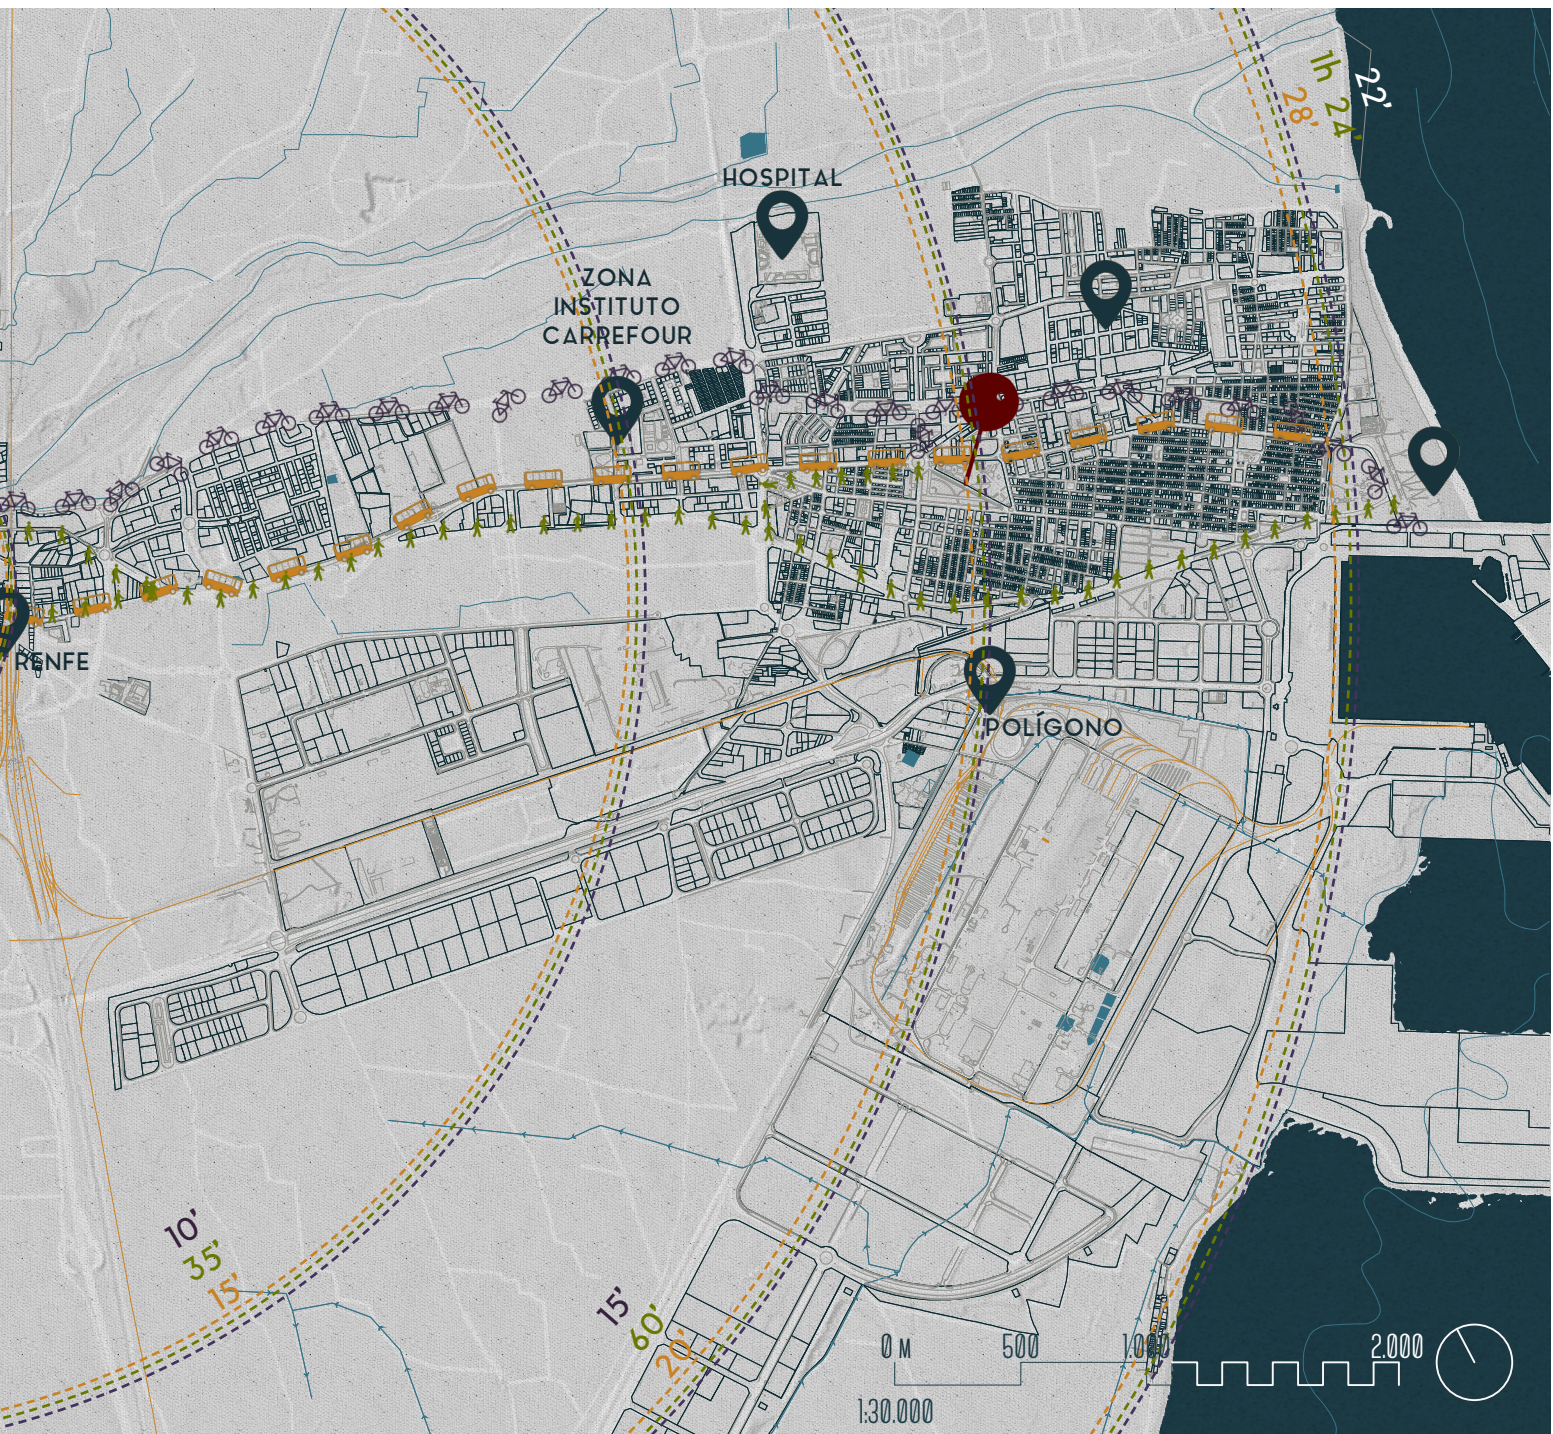 1h 24'
22'
28'
HOSPITAL
ZONA
INSTITUTO
CARREFOUR
RENFE
POLÍGONO
10'
35'
15'
15'
60'
20'
0 M
500
1.000
2.000
1:30.000